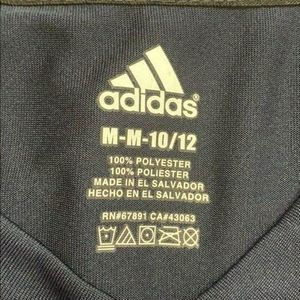 adidas®
M-M-10/12
100% POLYESTER
100% POLIESTER
MADE IN EL SALVADOR
HECHO EN EL SALVADOR
RN#67891 CA#43063